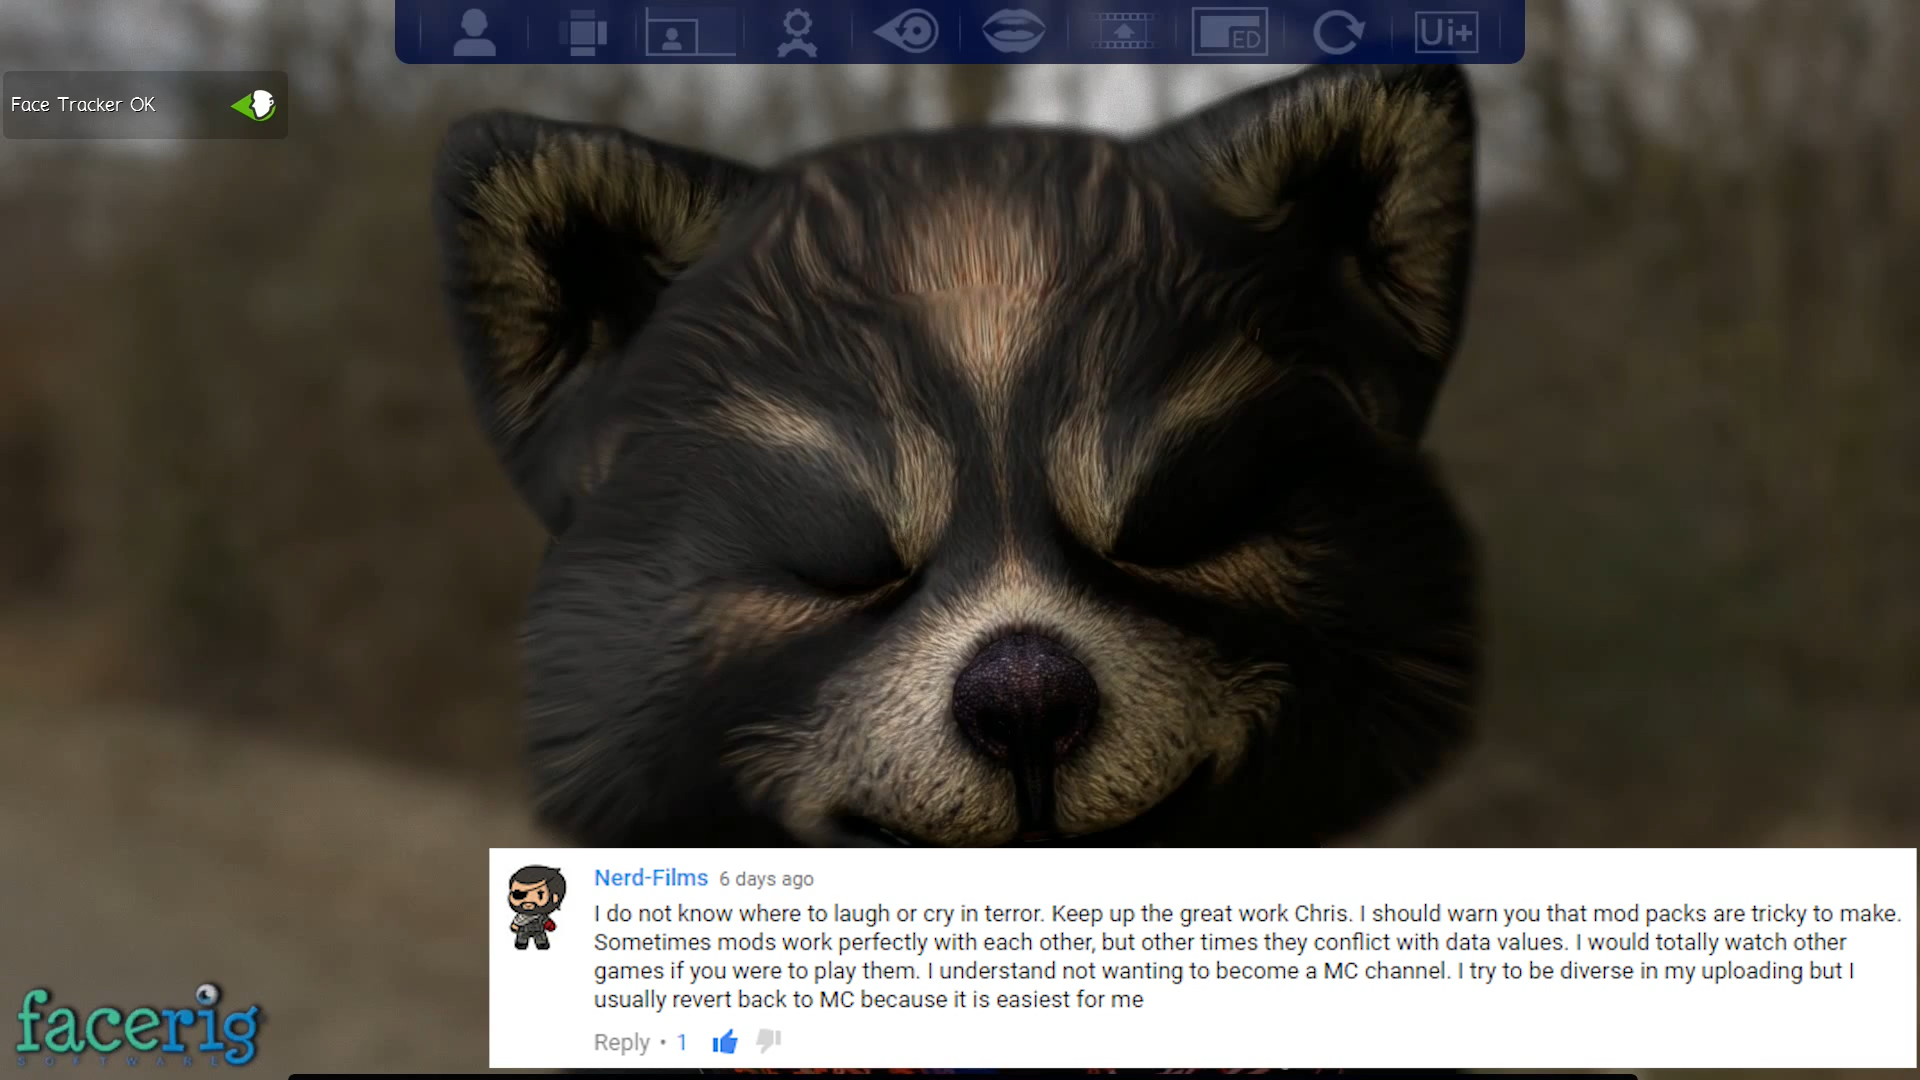 ED
Ui+
Face Tracker OK
Nerd-Films 6 days ago
I do not know where to laugh or cry in terror. Keep up the great work Chris. I should warn you that mod packs are tricky to make.
Sometimes mods work perfectly with each other, but other times they conflict with data values. I would totally watch other
games if you were to play them. I understand not wanting to become a MC channel. I try to be diverse in my uploading but I
usually revert back to MC because it is easiest for me
Reply • 1
facerig
SOFTWARE